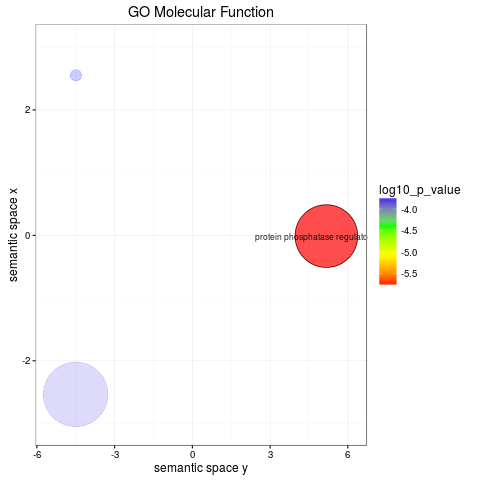 GO Molecular Function
semantic space x
2
0
-2
protein phosphatase regulato
-6
-3
0
3
6
semantic space y
log10_p_value
-4.0
-4.5
-5.0
-5.5